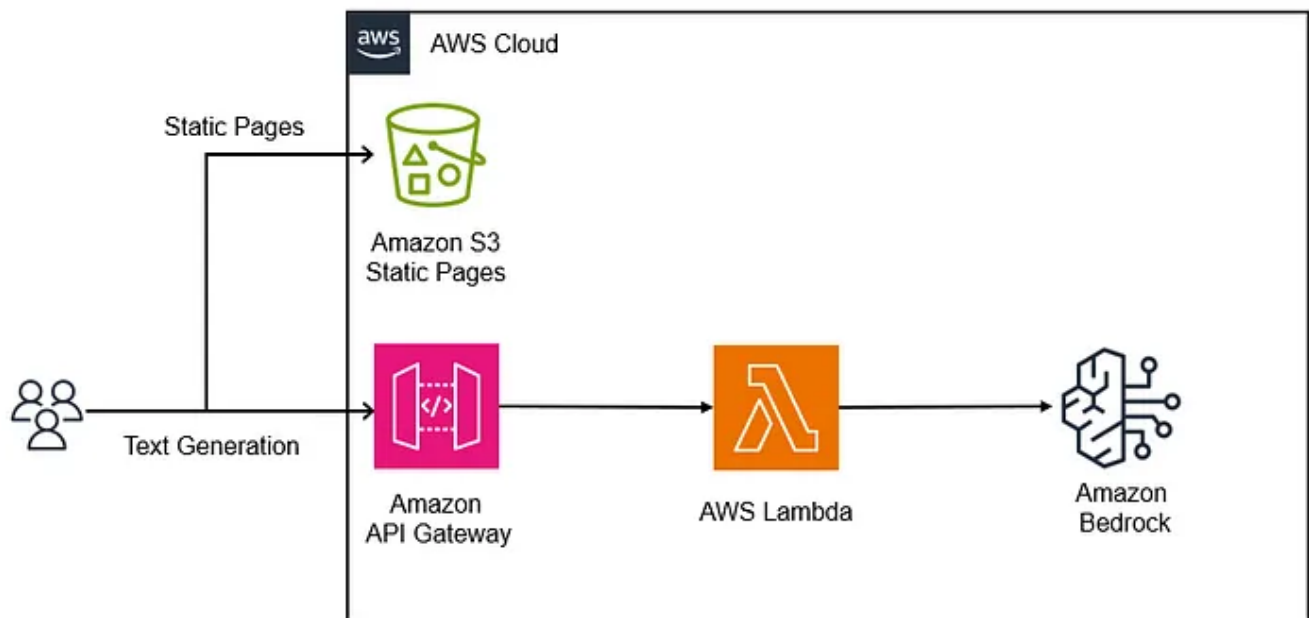 aws
AWS Cloud
Static Pages
Amazon S3
Static Pages
</>
Text Generation
Amazon
API Gateway
AWS Lambda
Amazon
Bedrock